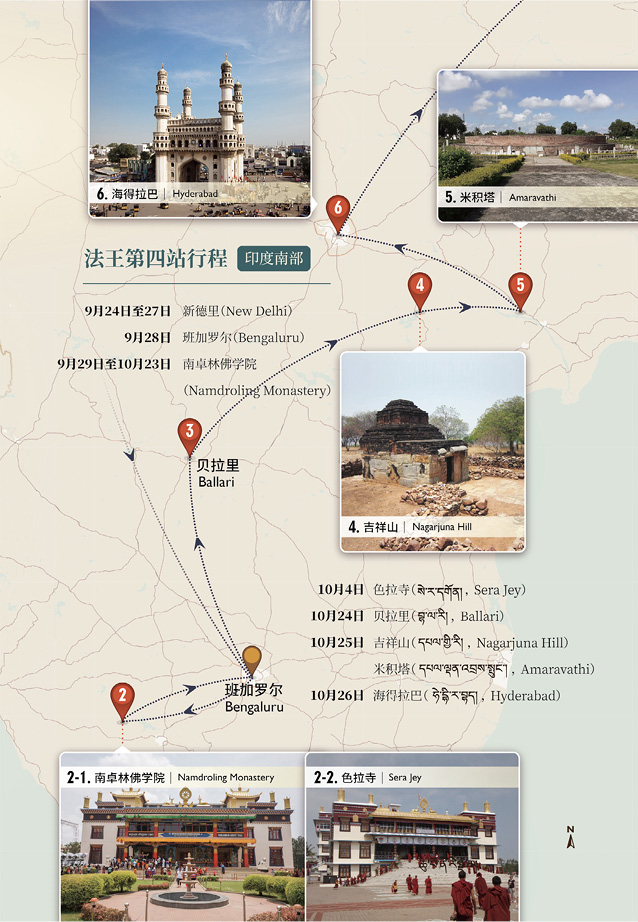 6. 海得拉巴 | Hyderabad
5. 米积塔 | Amaravathi
6
法王第四站行程 印度南部
4
5
9月24日至27日 新德里(New Delhi)
9月28日 班加罗尔(Bengaluru)
9月29日至10月23日 南卓林佛学院
(Namdroling Monastery)
3
贝拉里
Ballari
4. 吉祥山 | Nagarjuna Hill
10月4日 色拉寺(སེ་ར་དགོན། , Sera Jey)
10月24日 贝拉里(བྷ་ལ་རི། , Ballari)
10月25日 吉祥山(དཔལ་གྱི་རི། , Nagarjuna Hill)
米积塔(དཔལ་ལྡན་འབྲས་སྤུང་། , Amaravathi)
10月26日 海得拉巴( , Hyderabad)
班加罗尔
Bengaluru
2
2-1. 南卓林佛学院 | Namdroling Monastery
2-2. 色拉寺 | Sera Jey
N